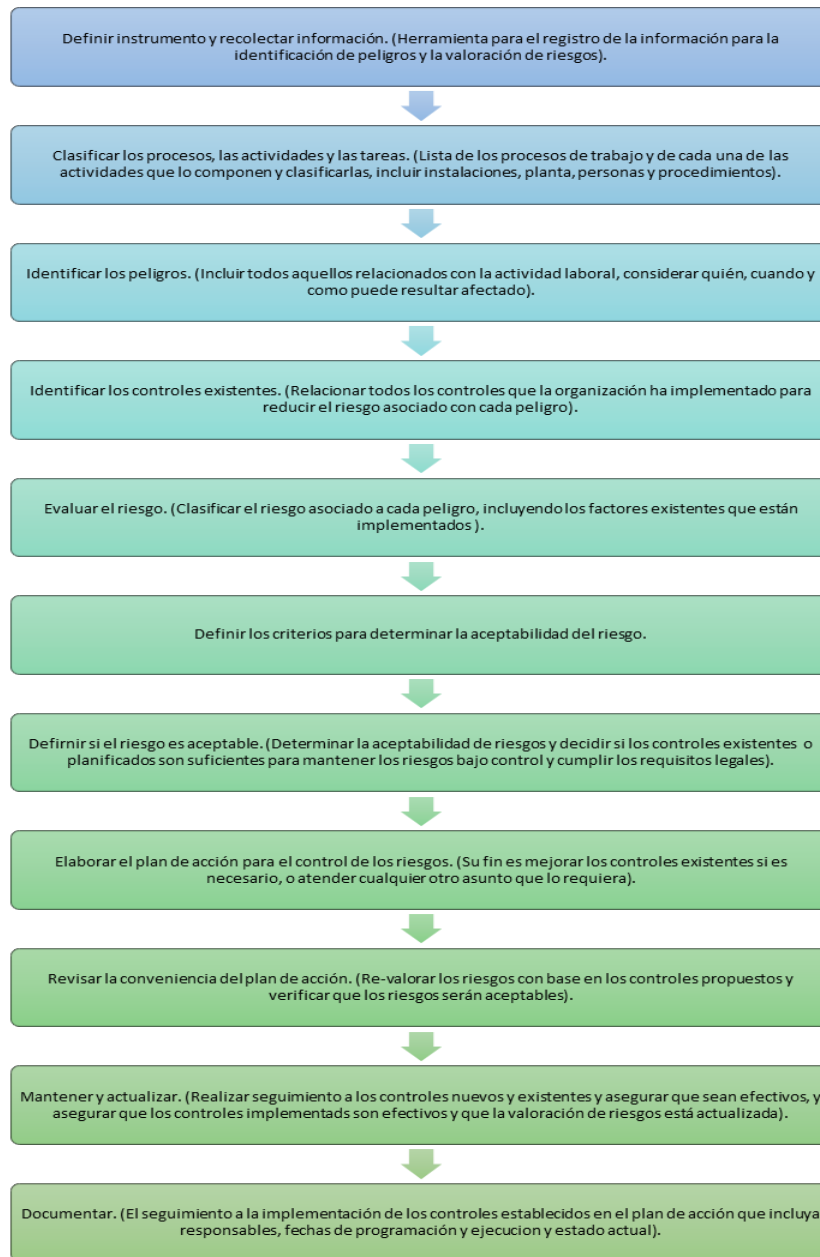 Definir instrumento y recolectar información. (Herramienta para el registro de la información para la
identificación de peligros y la valoración de riesgos).
Clasificar los procesos, las actividades y las tareas. (Lista de los procesos de trabajo y de cada una de las
actividades que lo componen y clasificarlas, incluir instalaciones, planta, personas y procedimientos).
Identificar los peligros. (Incluir todos aquellos relacionados con la actividad laboral, considerar quién, cuando y
como puede resultar afectado).
Identificar los controles existentes. (Relacionar todos los controles que la organización ha implementado para
reducir el riesgo asociado con cada peligro).
Evaluar el riesgo. (Clasificar el riesgo asociado a cada peligro, incluyendo los factores existentes que están
implementados ).
Definir los criterios para determinar la aceptabilidad del riesgo.
Defirnir si el riesgo es aceptable. (Determinar la aceptabilidad de riesgos y decidir si los controles existentes o
planificados son suficientes para mantener los riesgos bajo control y cumplir los requisitos legales).
Elaborar el plan de acción para el control de los riesgos. (Su fin es mejorar los controles existentes si es
necesario, o atender cualquier otro asunto que lo requiera).
Revisar la conveniencia del plan de acción. (Re-valorar los riesgos con base en los controles propuestos y
verificar que los riesgos serán aceptables).
Mantener y actualizar. (Realizar seguimiento a los controles nuevos y existentes y asegurar que sean efectivos, y
asegurar que los controles implementads son efectivos y que la valoración de riesgos está actualizada).
Documentar. (El seguimiento a la implementación de los controles establecidos en el plan de acción que incluya
responsables, fechas de programación y ejecucion y estado actual).